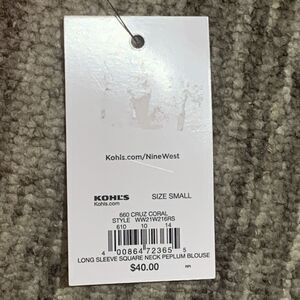 Kohls.com/NineWest
KOHL'S SIZE SMALL
Kohls.com
660 CRUZ CORAL
STYLE WW21W216RS
610 10 14
4 00864 72365 5
LONG SLEEVE SQUARE NECK PEPLUM BLOUSE
$40.00